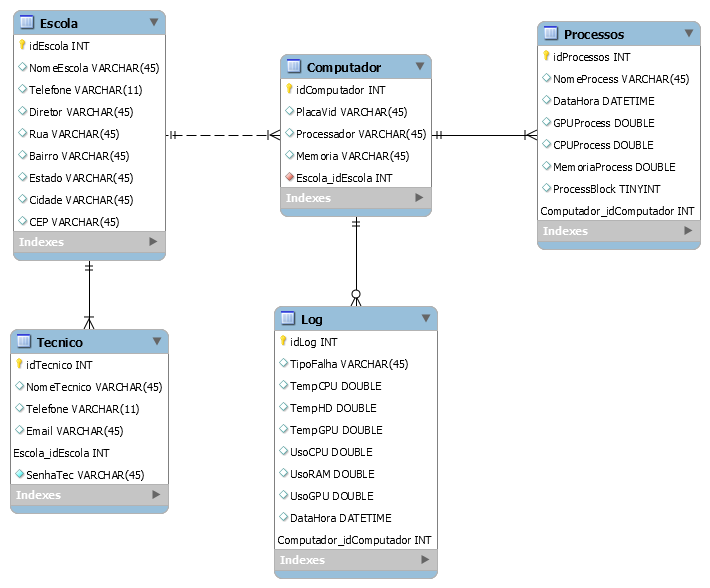 Escola
idEscola INT
NomeEscola VARCHAR(45)
Telefone VARCHAR(11)
Diretor VARCHAR(45)
Rua VARCHAR(45)
Bairro VARCHAR(45)
Estado VARCHAR(45)
Cidade VARCHAR(45)
CEP VARCHAR(45)
Indexes
Computador
idComputador INT
PlacaVid VARCHAR(45)
Processador VARCHAR(45)
Memoria VARCHAR(45)
Escola_idEscola INT
Indexes
Processos
idProcessos INT
NomeProcess VARCHAR(45)
DataHora DATETIME
GPUProcess DOUBLE
CPUProcess DOUBLE
MemoriaProcess DOUBLE
ProcessBlock TINYINT
Computador_idComputador INT
Indexes
Tecnico
idTecnico INT
NomeTecnico VARCHAR(45)
Telefone VARCHAR(11)
Email VARCHAR(45)
Escola_idEscola INT
SenhaTec VARCHAR(45)
Indexes
Log
idLog INT
TipoFalha VARCHAR(45)
TempCPU DOUBLE
TempHD DOUBLE
TempGPU DOUBLE
UsoCPU DOUBLE
UsoRAM DOUBLE
UsoGPU DOUBLE
DataHora DATETIME
Computador_idComputador INT
Indexes